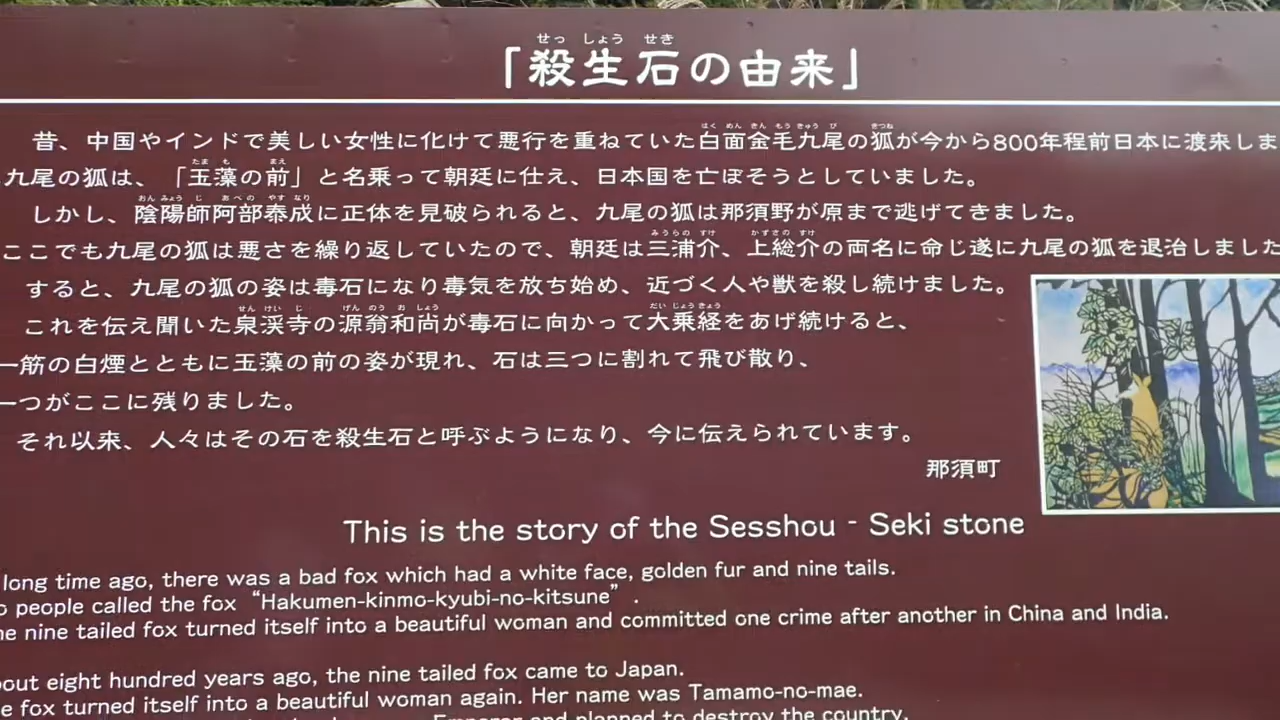 「殺生石の由来」
昔、中国やインドで美しい女性に化けて悪行を重ねていた白面金毛九尾の狐が今から800年程前日本に渡来しま
九尾の狐は、「玉藻の前」と名乗って朝廷に仕え、日本国を亡ぼそうとしていました。
しかし、陰陽師阿部泰成に正体を見破られると、九尾の狐は那須野が原まで逃げてきました。
ここでも九尾の狐は悪さを繰り返していたので、朝廷は三浦介、上総介の両名に命じ遂に九尾の狐を退治しました
すると、九尾の狐の姿は毒石になり毒気を放ち始め、近づく人や獣を殺し続けました。
これを伝え聞いた泉渓寺の源翁和尚が毒石に向かって大乗経をあげ続けると、
一筋の白煙とともに玉藻の前の姿が現れ、石は三つに割れて飛び散り、
一つがここに残りました。
それ以来、人々はその石を殺生石と呼ぶようになり、今に伝えられています。
那須町
This is the story of the Sesshou - Seki stone
long time ago, there was a bad fox which had a white face, golden fur and nine tails.
people called the fox “Hakumen-kinmo-kyubi-no-kitsune”.
nine tailed fox turned itself into a beautiful woman and committed one crime after another in China and India.
eight hundred years ago, the nine tailed fox came to Japan.
fox turned itself into a beautiful woman again. Her name was Tamamo-no-mae.
Emperor and planned to destroy the country.